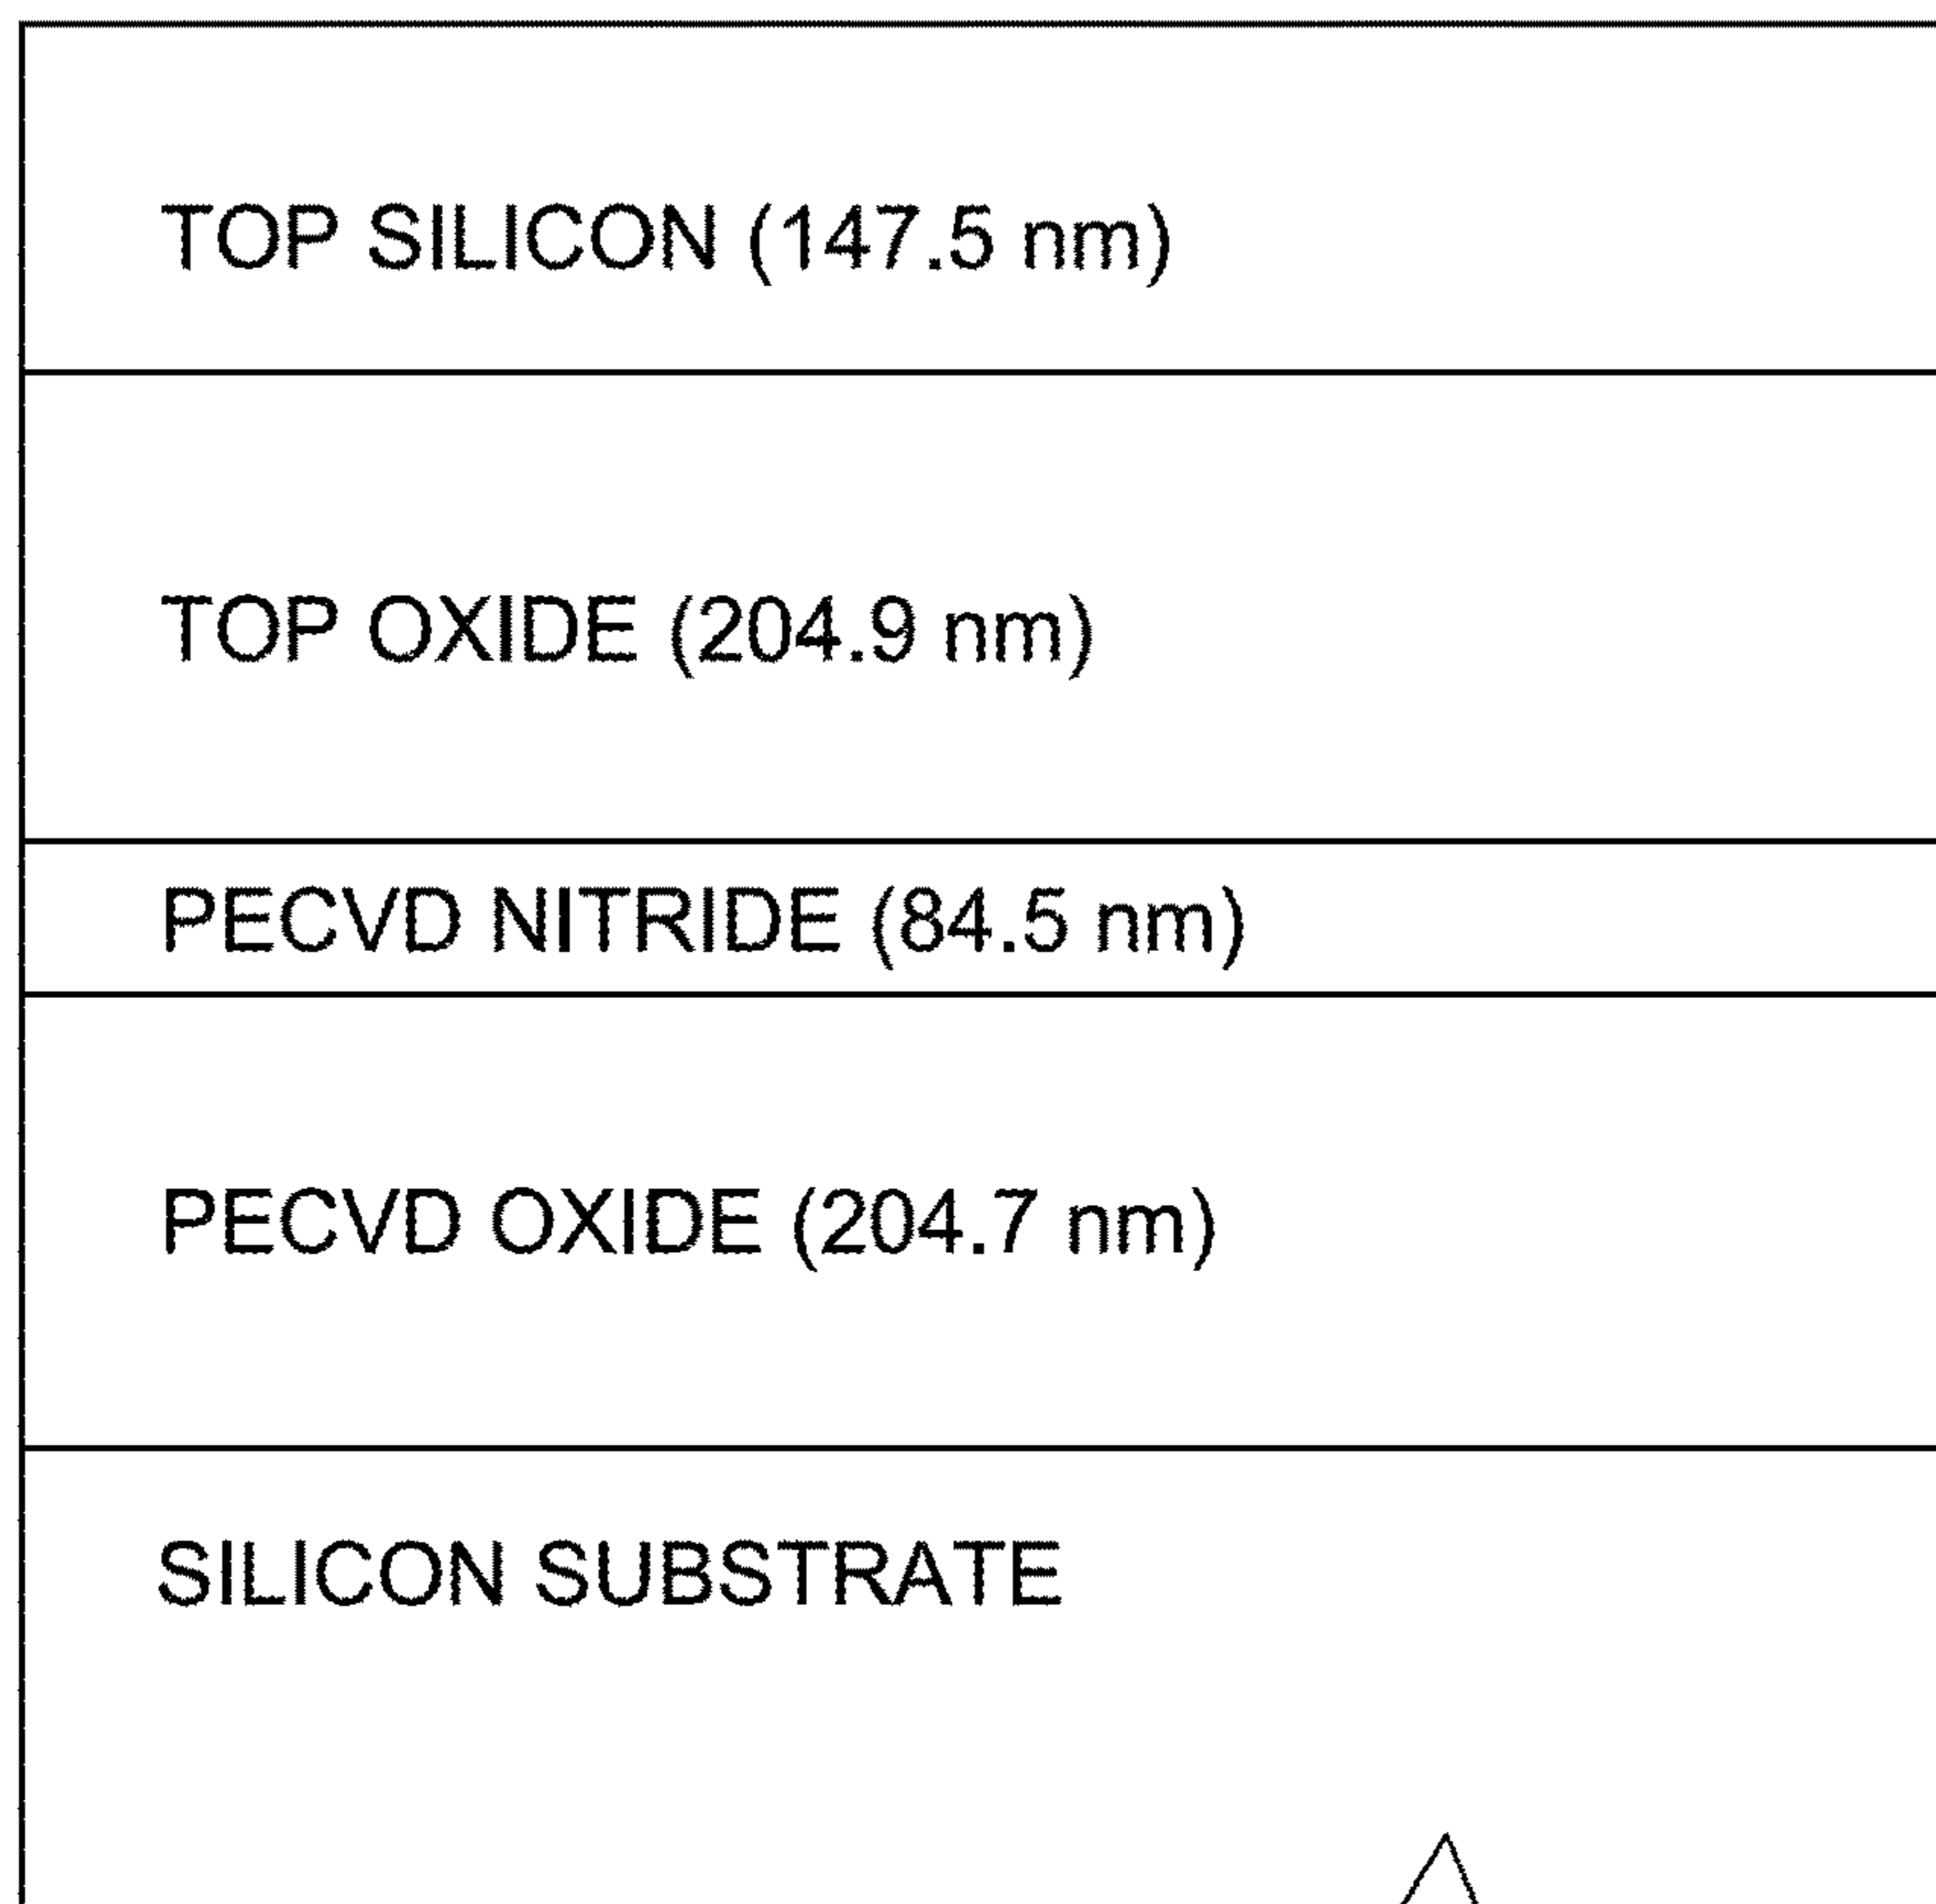 TOP SILICON (147.5 nm)
TOP OXIDE (204.9 nm)
PECVD NITRIDE (84.5 nm)
PECVD OXIDE (204.7 nm)
SILICON SUBSTRATE